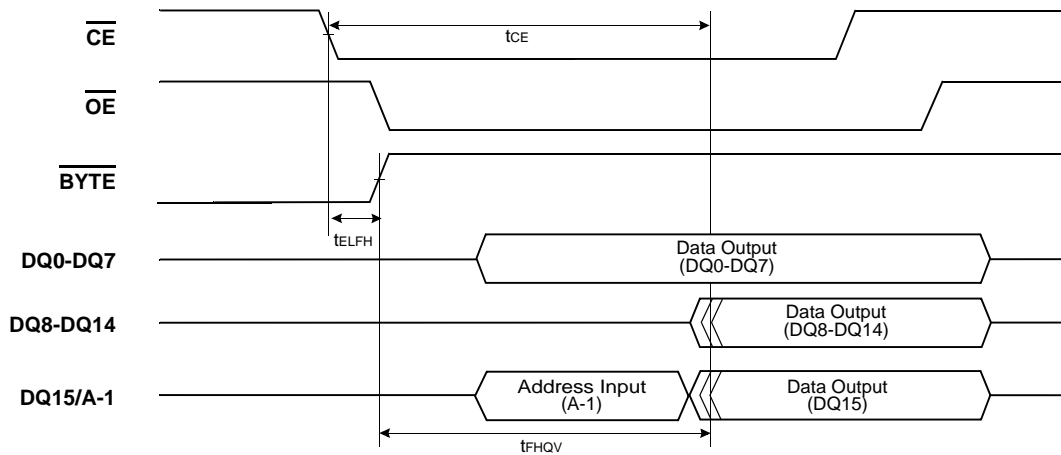 CE
tCE
OE
BYTE
tELFH
DQ0-DQ7
Data Output
(DQ0-DQ7)
DQ8-DQ14
Data Output
(DQ8-DQ14)
DQ15/A-1
Address Input
(A-1)
Data Output
(DQ15)
tFHQV